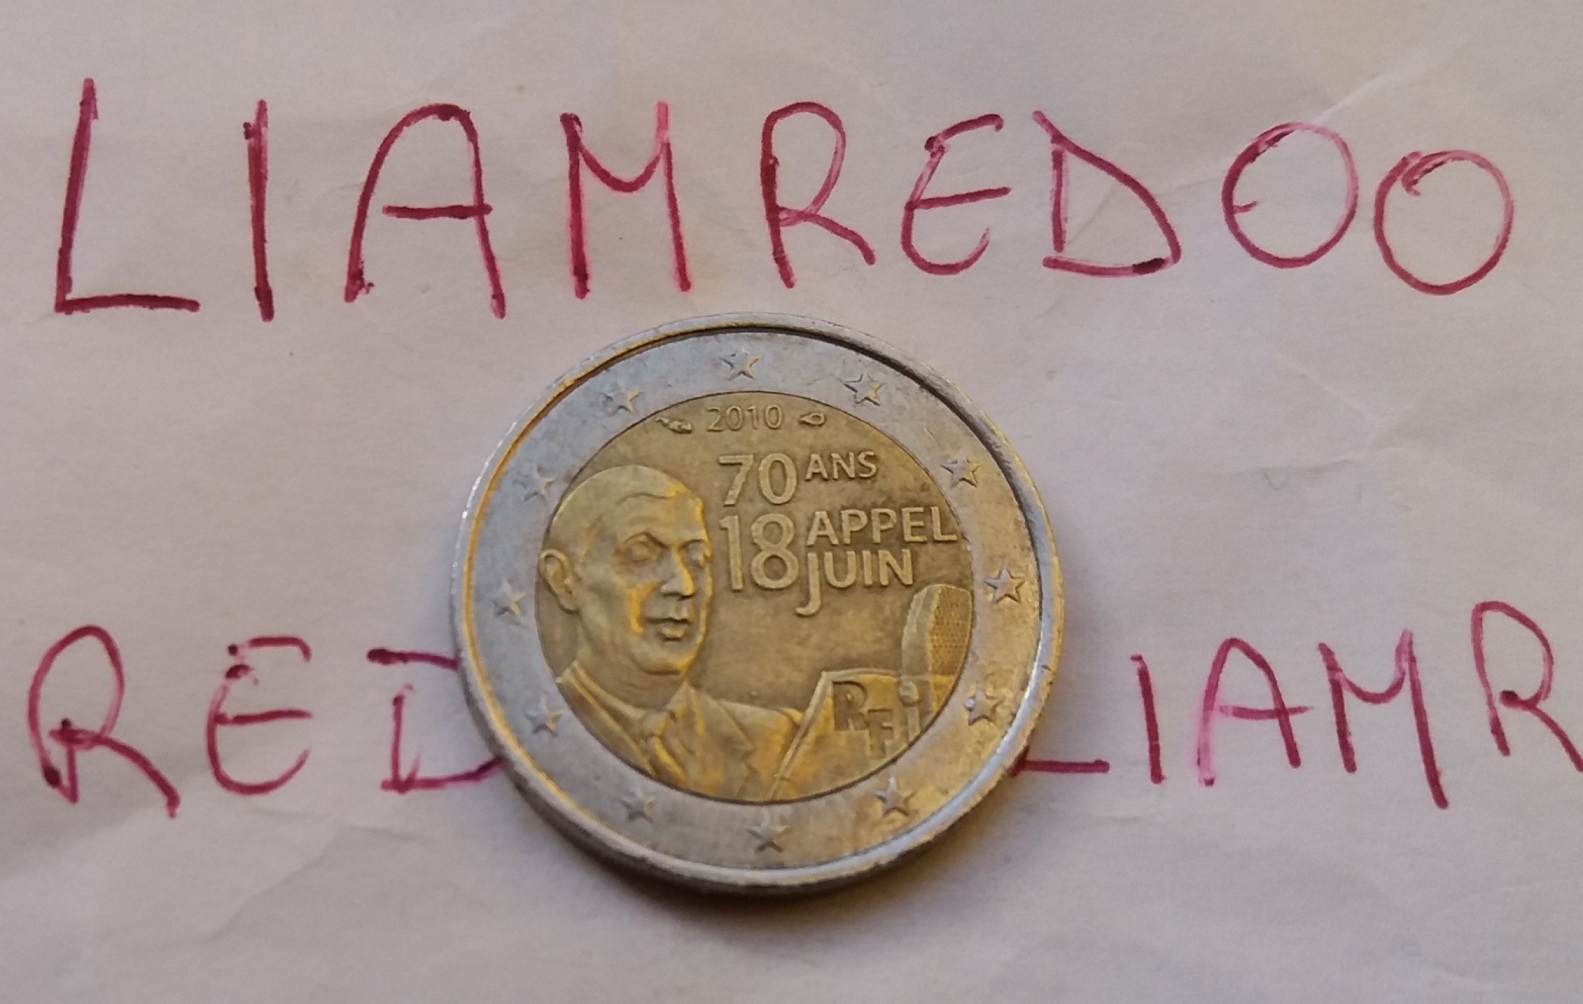 LIAMREDOO
2010
70 ANS
18 APPEL
JUIN
RF
RED LIAMR